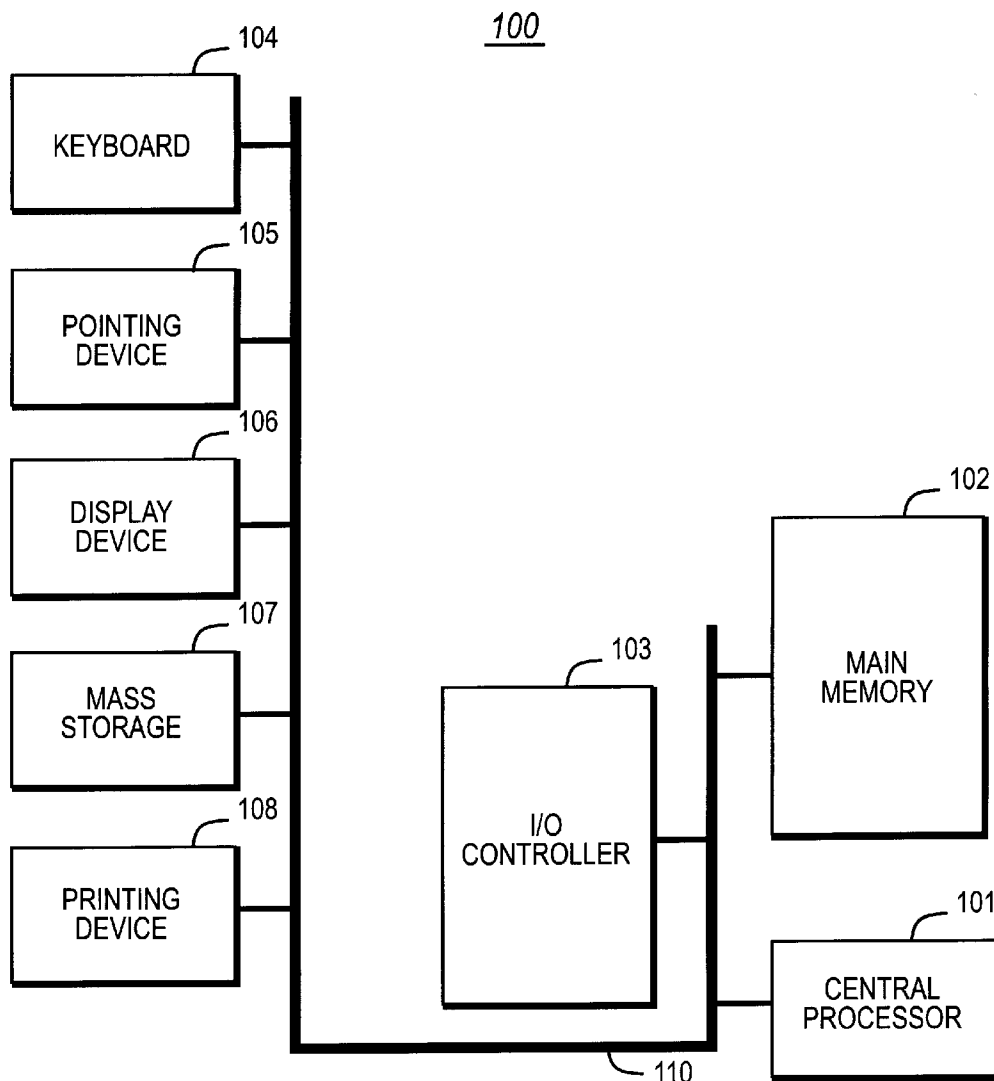 100
104
KEYBOARD
105
POINTING
DEVICE
106
DISPLAY
DEVICE
107
MASS
STORAGE
108
PRINTING
DEVICE
103
I/O
CONTROLLER
102
MAIN
MEMORY
101
CENTRAL
PROCESSOR
110